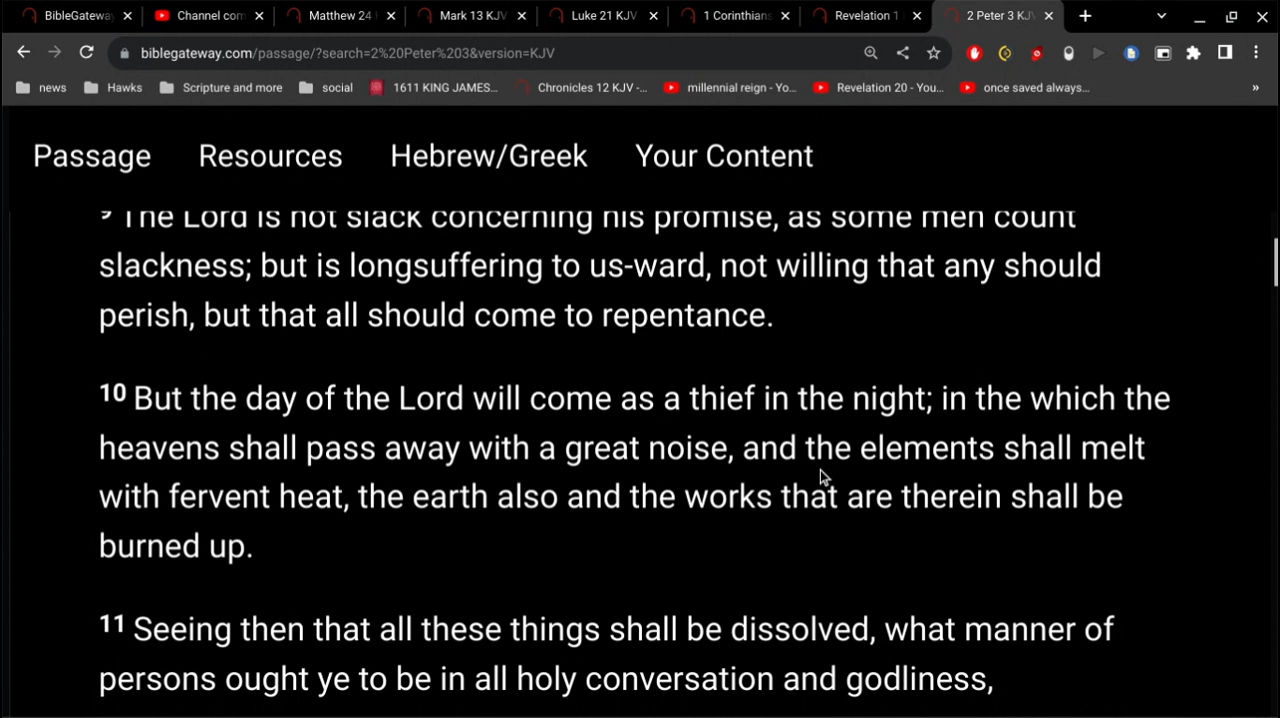 BibleGateway
Channel com
Matthew 24
Mark 13 KJV
Luke 21 KJV
1 Corinthians
Revelation 1
2 Peter 3 KJV
biblegateway.com/passage/?search=2%20Peter%203&version=KJV
news
Hawks
Scripture and more
social
1611 KING JAMES...
Chronicles 12 KJV -...
millennial reign - Yo...
Revelation 20 - You...
once saved always...
»
Passage Resources Hebrew/Greek Your Content
9 The Lord is not slack concerning his promise, as some men count
slackness; but is longsuffering to us-ward, not willing that any should
perish, but that all should come to repentance.
10 But the day of the Lord will come as a thief in the night; in the which the
heavens shall pass away with a great noise, and the elements shall melt
with fervent heat, the earth also and the works that are therein shall be
burned up.
11 Seeing then that all these things shall be dissolved, what manner of
persons ought ye to be in all holy conversation and godliness,